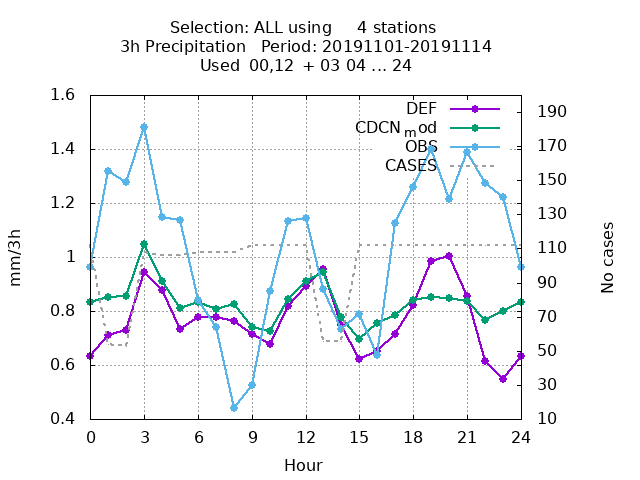 Selection: ALL using     4 stations
3h Precipitation   Period: 20191101-20191114
Used  00,12  + 03 04 ... 24
DEF
CDCN_mod
OBS
CASES
1.6
1.4
1.2
1
0.8
0.6
0.4
190
170
150
130
110
90
70
50
30
10
mm/3h
No cases
0 3 6 9 12 15 18 21 24
Hour